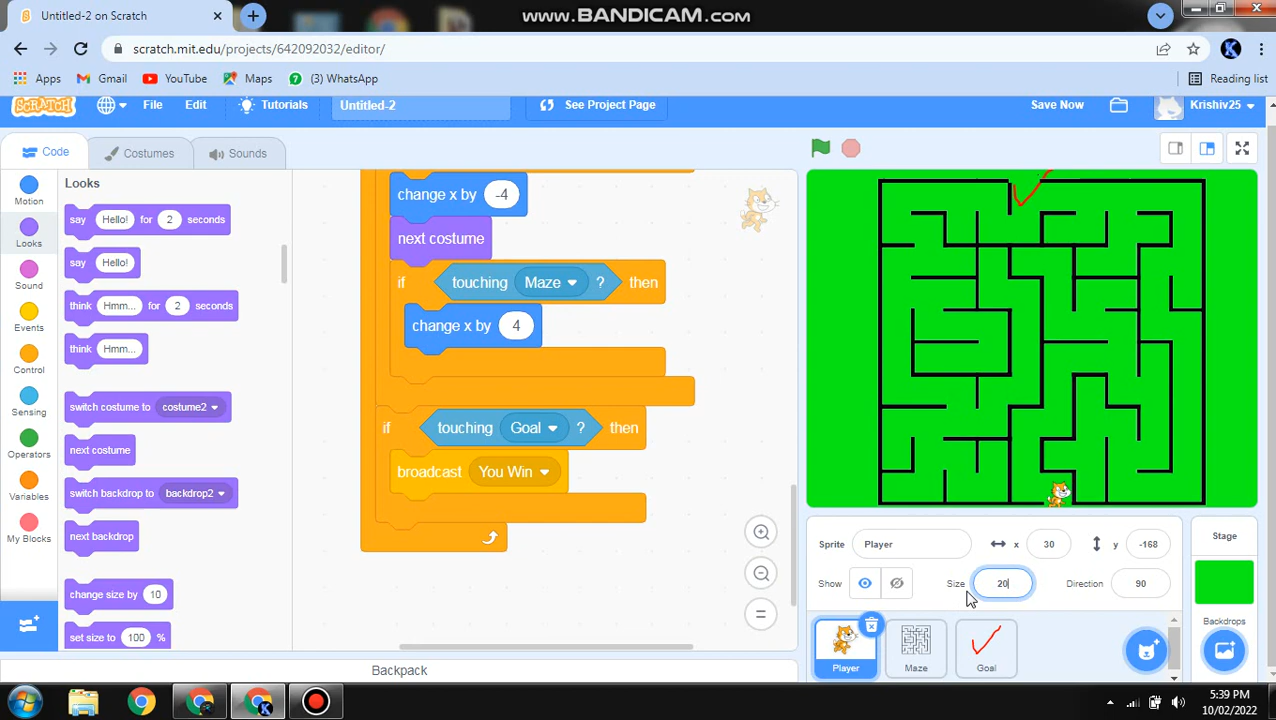 Untitled-2 on Scratch
www.BANDICAM.com
scratch.mit.edu/projects/642092032/editor/
Apps Gmail YouTube Maps (3) WhatsApp Reading list
SCRATCH File Edit Tutorials Untitled-2 See Project Page Save Now Krishiv25
Code Costumes Sounds
Motion
Looks
Sound
Events
Control
Sensing
Operators
Variables
My Blocks
Looks
say Hello! for 2 seconds
say Hello!
think Hmm... for 2 seconds
think Hmm...
switch costume to costume2
next costume
switch backdrop to backdrop2
next backdrop
change size by 10
set size to 100 %
change x by -4
next costume
if touching Maze ? then
change x by 4
if touching Goal ? then
broadcast You Win
Backpack
Sprite Player x 30 y -168
Show Size 20 Direction 90
Player
Maze
Goal
Stage
Backdrops
2
K
K
5:39 PM
10/02/2022